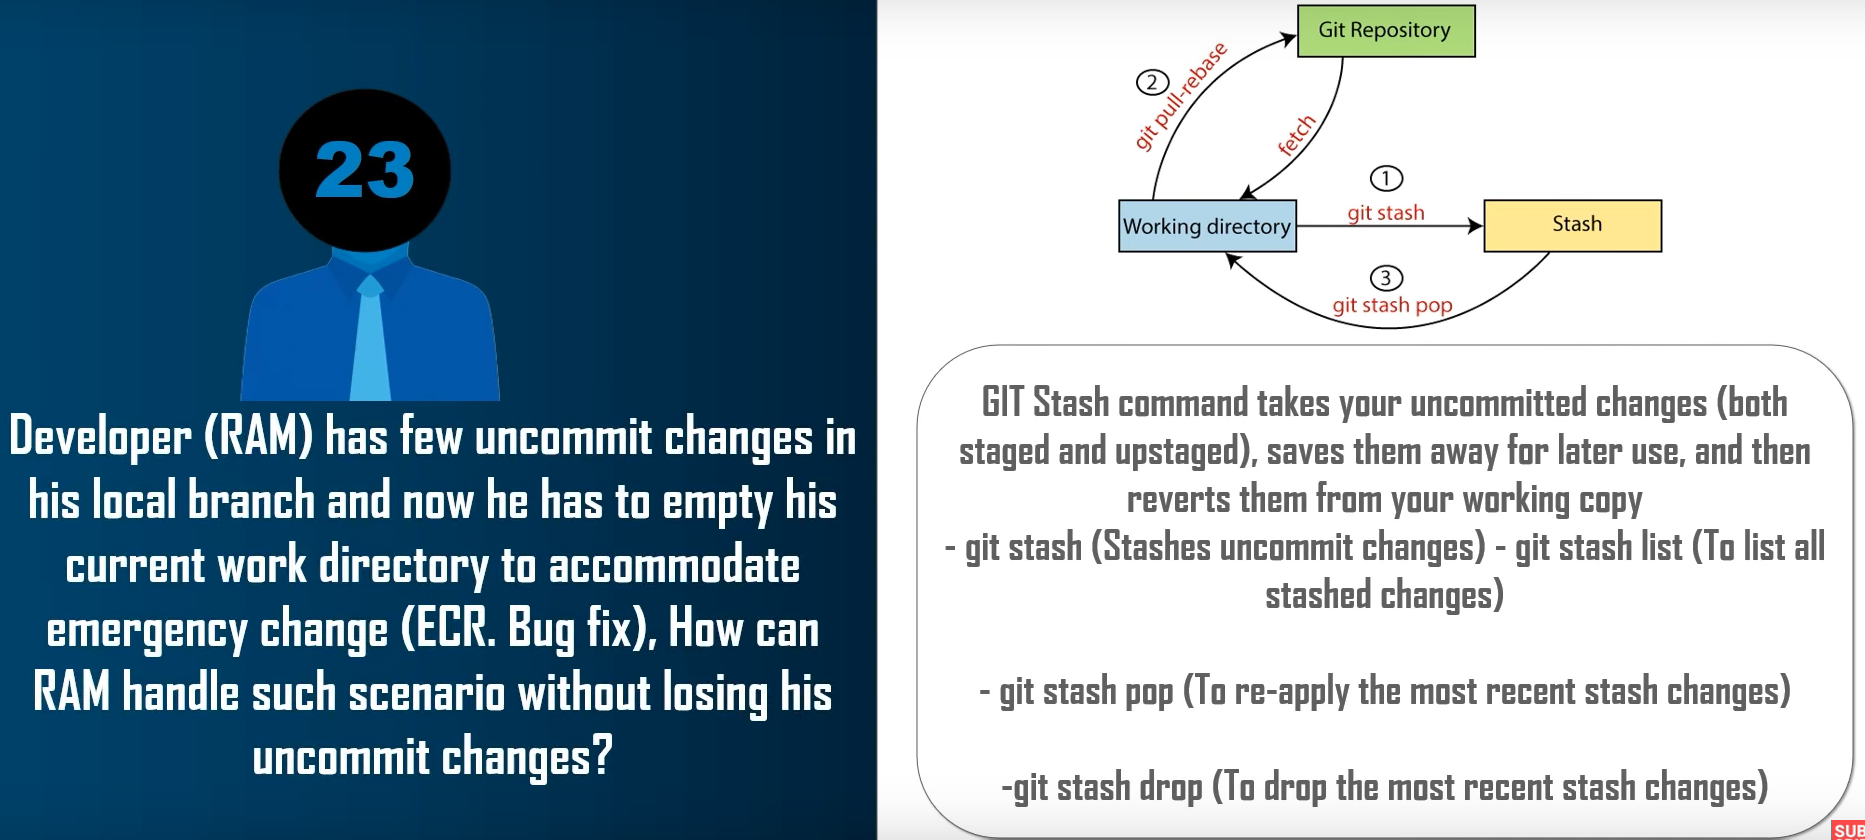 23
Developer (RAM) has few uncommit changes in
his local branch and now he has to empty his
current work directory to accommodate
emergency change (ECR. Bug fix), How can
RAM handle such scenario without losing his
uncommit changes?
Git Repository
2
git pull-rebase
fetch
1
git stash
Working directory
Stash
3
git stash pop
GIT Stash command takes your uncommitted changes (both
staged and upstaged), saves them away for later use, and then
reverts them from your working copy
- git stash (Stashes uncommit changes) - git stash list (To list all
stashed changes)
- git stash pop (To re-apply the most recent stash changes)
-git stash drop (To drop the most recent stash changes)
SUB